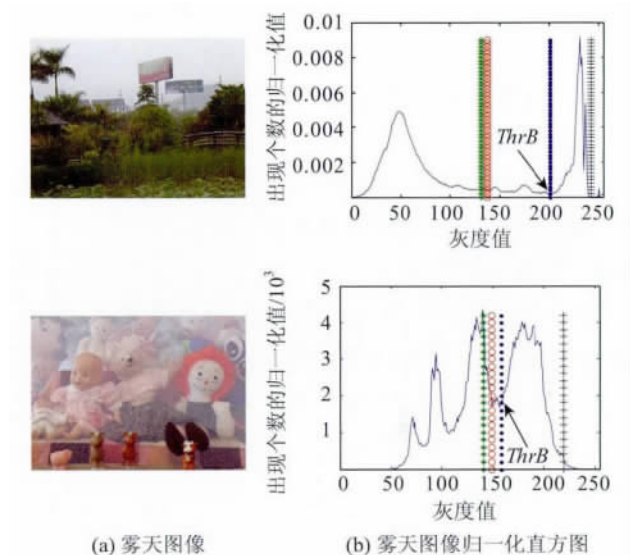 0.01
0.008
0.006
0.004
0.002
出现个数的归一化值
ThrB
0 50 100 150 200 250
灰度值
5
4
3
2
1
出现个数的归一化值/10³
ThrB
0 50 100 150 200 250
灰度值
(a) 雾天图像
(b) 雾天图像归一化直方图